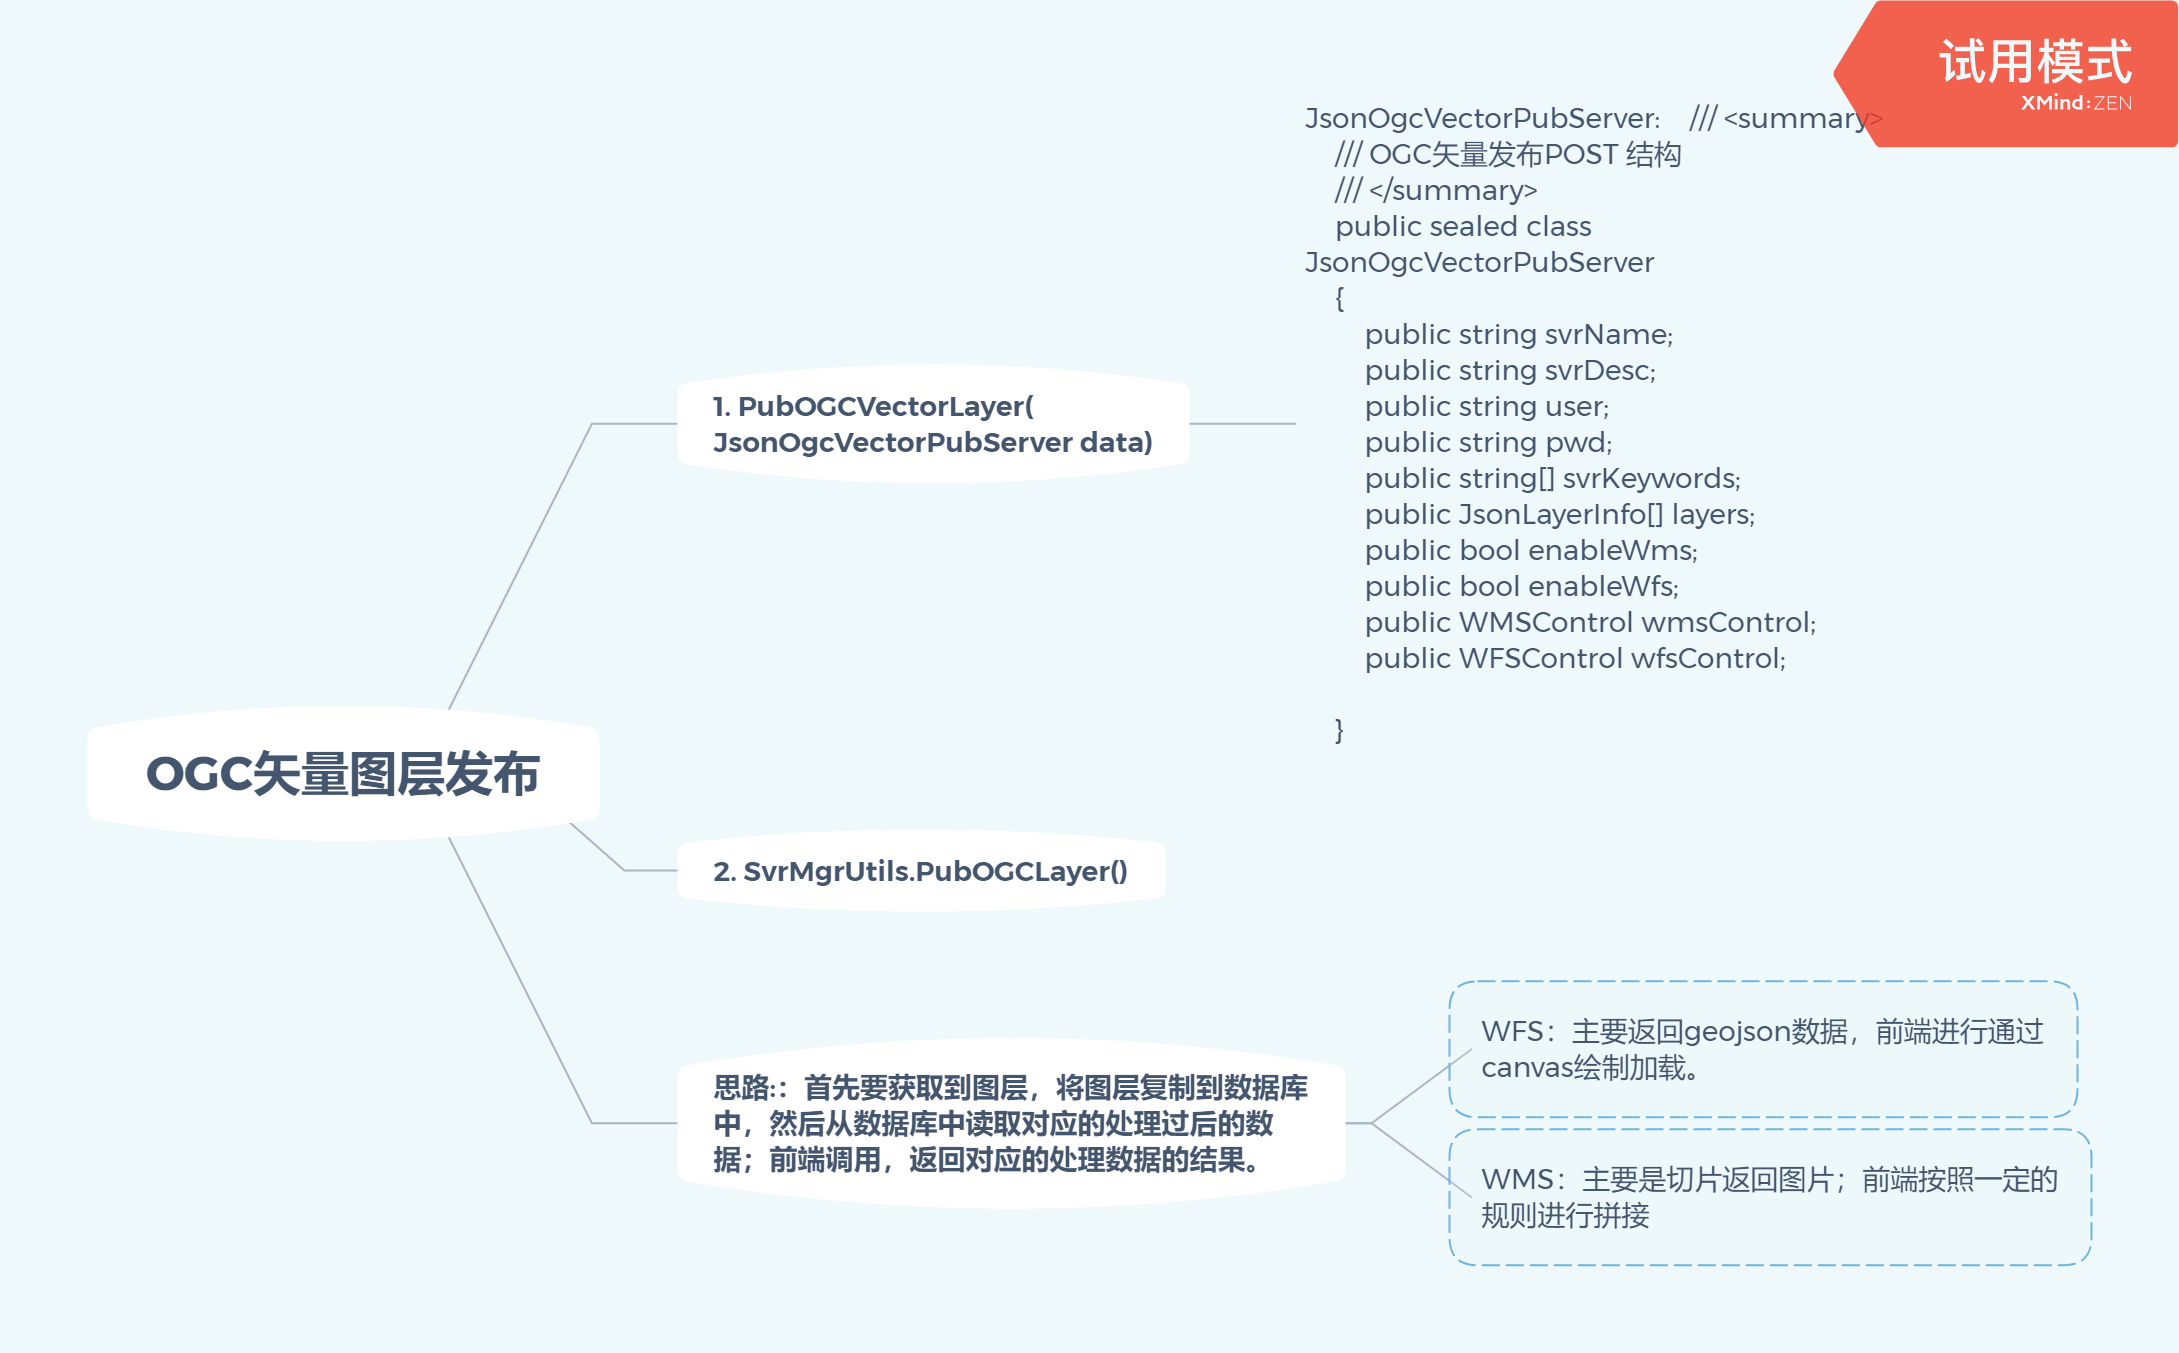 试用模式
XMind:ZEN
JsonOgcVectorPubServer:    /// <summary>
/// OGC矢量发布POST 结构
/// </summary>
public sealed class
JsonOgcVectorPubServer
{
public string svrName;
public string svrDesc;
public string user;
public string pwd;
public string[] svrKeywords;
public JsonLayerInfo[] layers;
public bool enableWms;
public bool enableWfs;
public WMSControl wmsControl;
public WFSControl wfsControl;
}
1. PubOGCVectorLayer(
JsonOgcVectorPubServer data)
OGC矢量图层发布
2. SvrMgrUtils.PubOGCLayer()
思路:：首先要获取到图层，将图层复制到数据库
中，然后从数据库中读取对应的处理过后的数
据；前端调用，返回对应的处理数据的结果。
WFS：主要返回geojson数据，前端进行通过
canvas绘制加载。
WMS：主要是切片返回图片；前端按照一定的
规则进行拼接